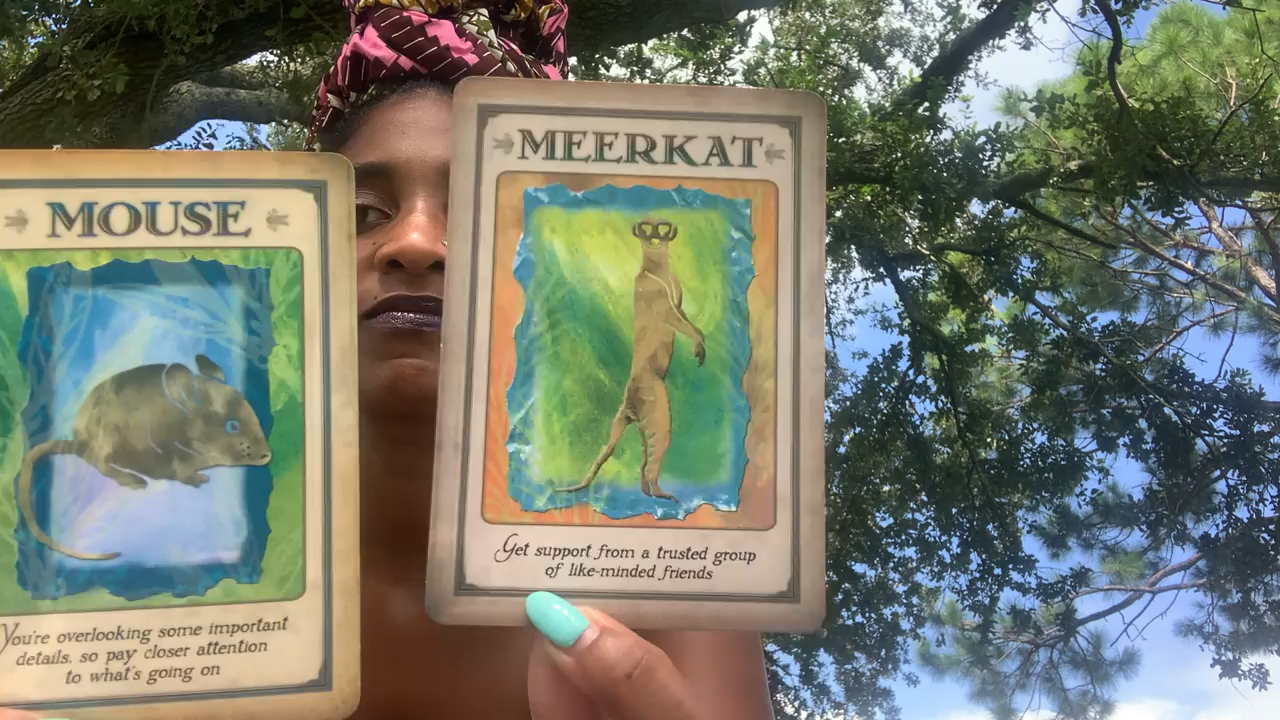 MOUSE
You're overlooking some important
details, so pay closer attention
to what's going on
MEERKAT
Get support from a trusted group
of like-minded friends